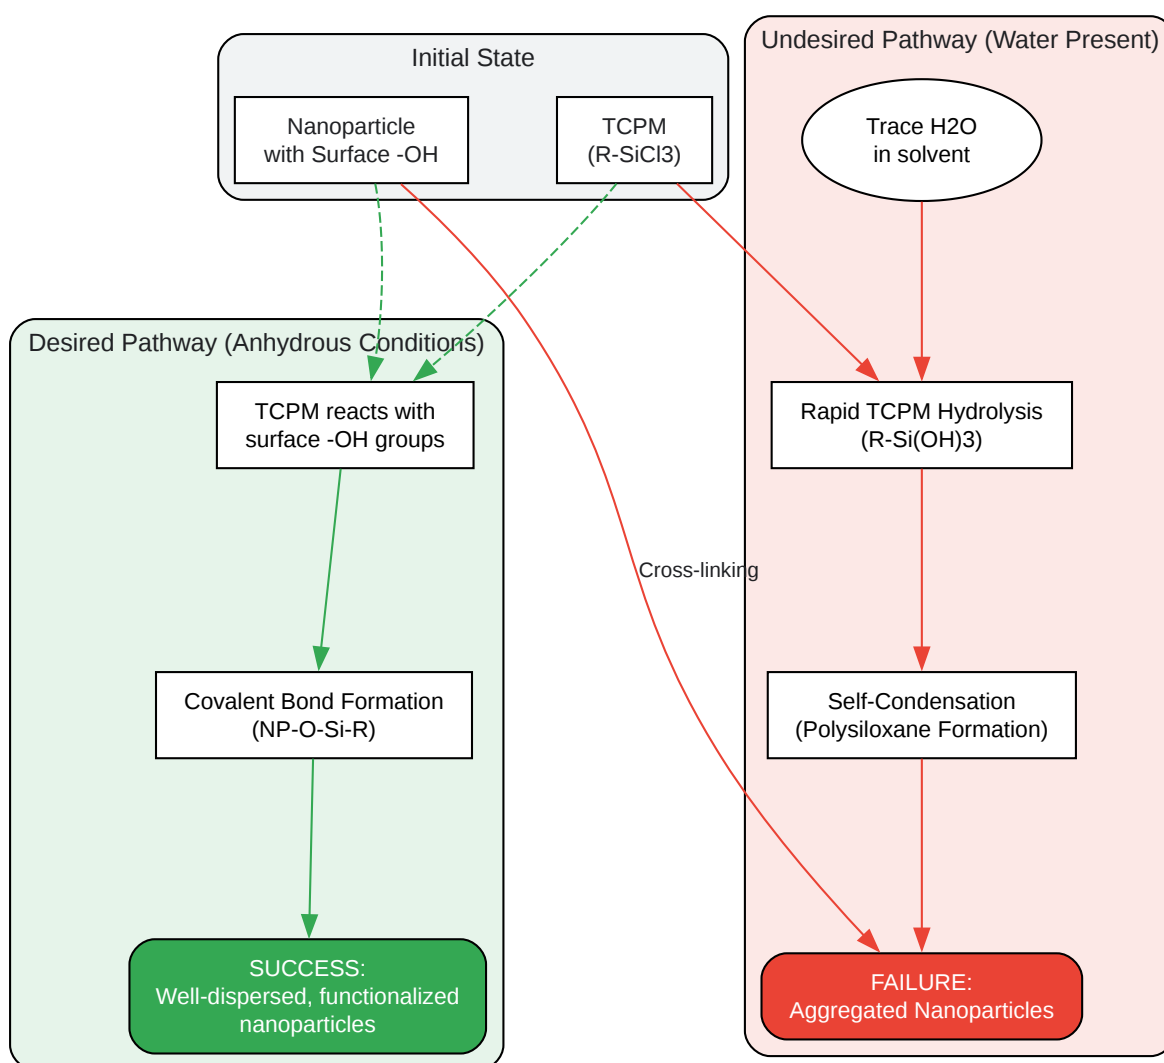 Initial State
Nanoparticle
with Surface -OH
TCPM
(R-SiCl3)
Undesired Pathway (Water Present)
Trace H2O
in solvent
Desired Pathway (Anhydrous Conditions)
TCPM reacts with
surface -OH groups
Rapid TCPM Hydrolysis
(R-Si(OH)3)
Cross-linking
Covalent Bond Formation
(NP-O-Si-R)
Self-Condensation
(Polysiloxane Formation)
SUCCESS:
Well-dispersed, functionalized
nanoparticles
FAILURE:
Aggregated Nanoparticles